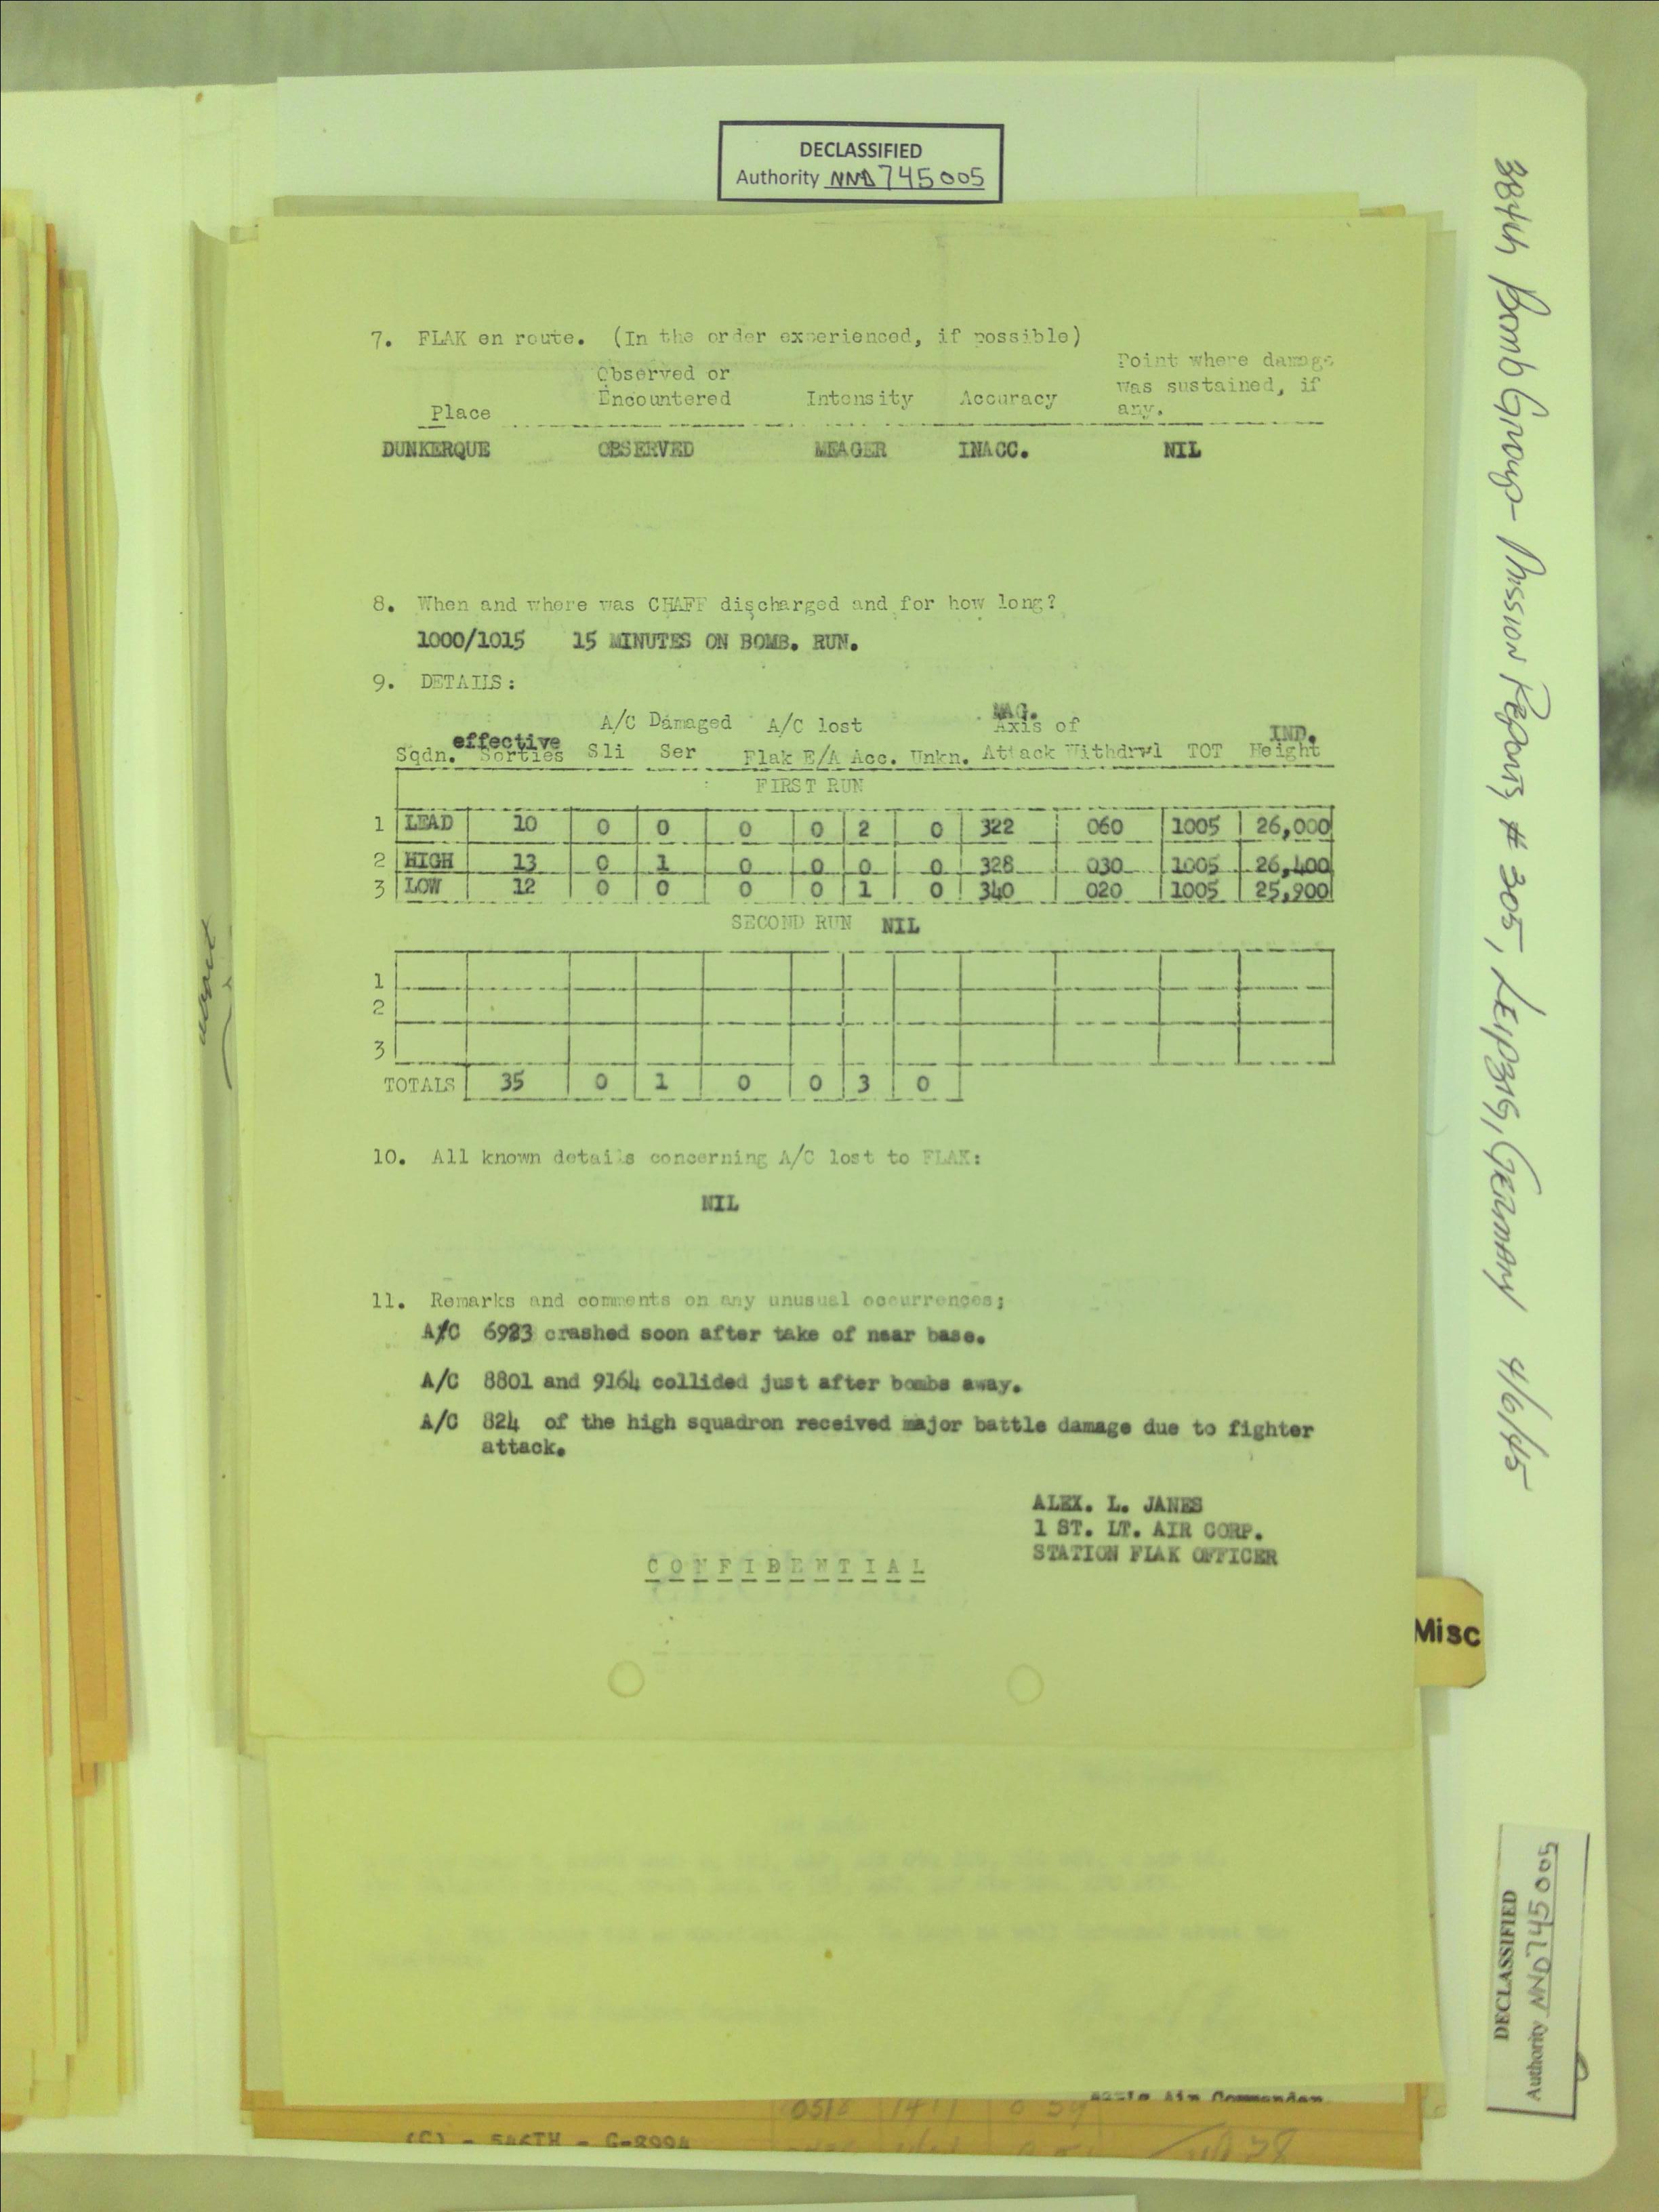 DECLASSIFIED
Authority NND 745005
7. FLAK en route. (In the order experienced, if possible)
Place Observed or Encountered Intensity Accuracy Point where damage was sustained, if any.
DUNKERQUE OBSERVED MEAGER INACC. NIL
8. When and where was CHAFF discharged and for how long?
1000/1015 15 MINUTES ON BOMB. RUN.
9. DETAILS:
A/C Damaged A/C lost MAG. Axis of
Sqdn. effective Sorties Sli Ser Flak E/A Acc. Unkn. Attack Withdrwl TOT IND. Height
FIRST RUN
1 LEAD 10 0 0 0 0 2 0 322 060 1005 26,000
2 HIGH 13 0 1 0 0 0 0 328 030 1005 26,400
3 LOW 12 0 0 0 0 1 0 340 020 1005 25,900
SECOND RUN NIL
1
2
3
TOTALS 35 0 1 0 0 3 0
10. All known details concerning A/C lost to FLAK:
NIL
11. Remarks and comments on any unusual occurrences;
A/C 6923 crashed soon after take of near base.
A/C 8801 and 9164 collided just after bombs away.
A/C 824 of the high squadron received major battle damage due to fighter
attack.
ALEX. L. JANES
1 ST. LT. AIR CORP.
STATION FLAK OFFICER
CONFIDENTIAL
Misc
Air Commander.
(G) - 546TH - G-8994
384th Bomb Group - Mission Reports # 305, LEIPZIG, GERMANY 4/6/45
DECLASSIFIED
Authority NND 745005